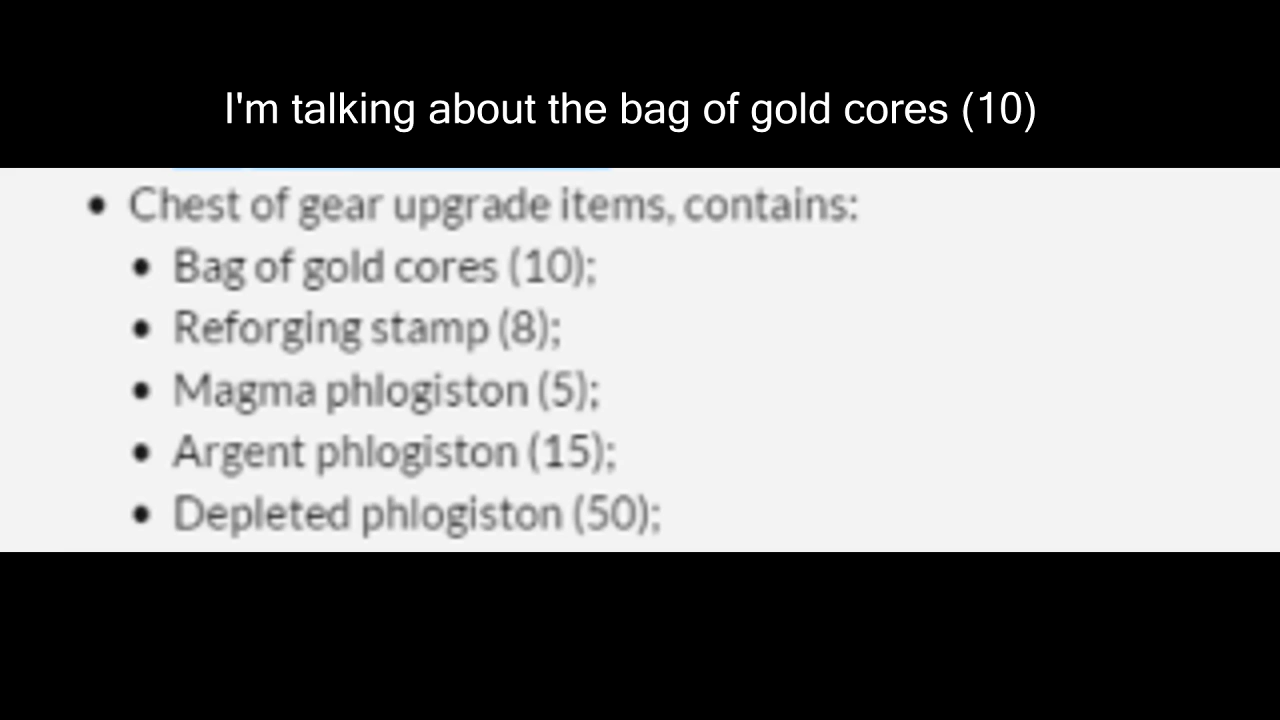 I'm talking about the bag of gold cores (10)
• Chest of gear upgrade items, contains:
• Bag of gold cores (10);
• Reforging stamp (8);
• Magma phlogiston (5);
• Argent phlogiston (15);
• Depleted phlogiston (50);